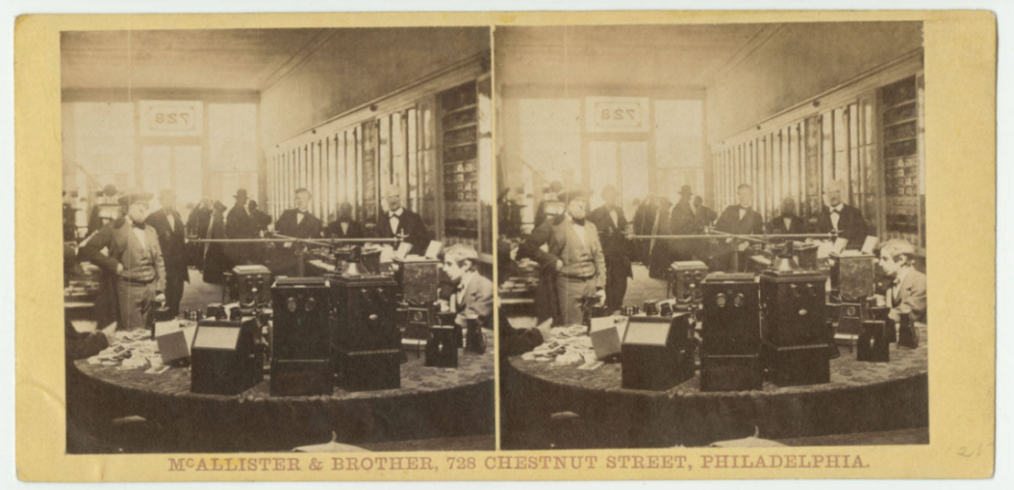 728
728
MCALLISTER & BROTHER, 728 CHESTNUT STREET, PHILADELPHIA.